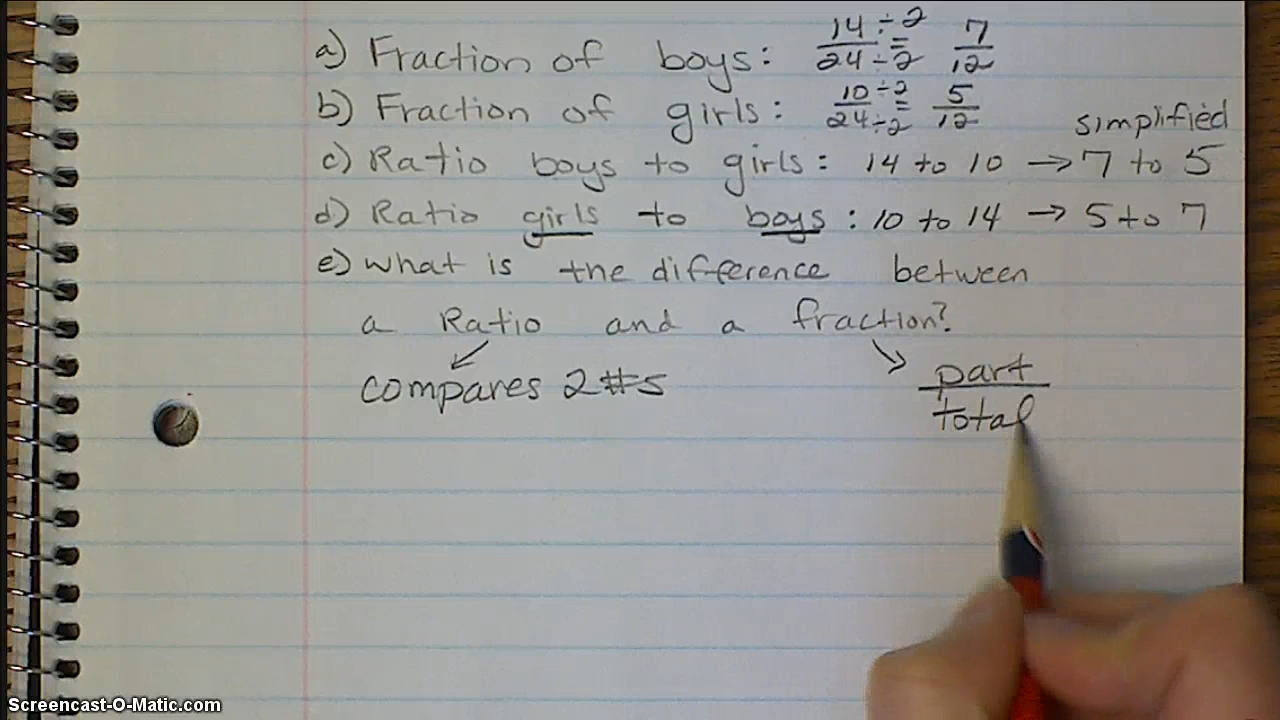 a) Fraction of boys: 14 ÷ 2 / 24 ÷ 2 = 7/12
b) Fraction of girls: 10 ÷ 2 / 24 ÷ 2 = 5/12
simplified
c) Ratio boys to girls: 14 to 10 → 7 to 5
d) Ratio girls to boys: 10 to 14 → 5 to 7
e) What is the difference between
a Ratio and a fraction?
compares 2 #s
part
total
Screencast-O-Matic.com